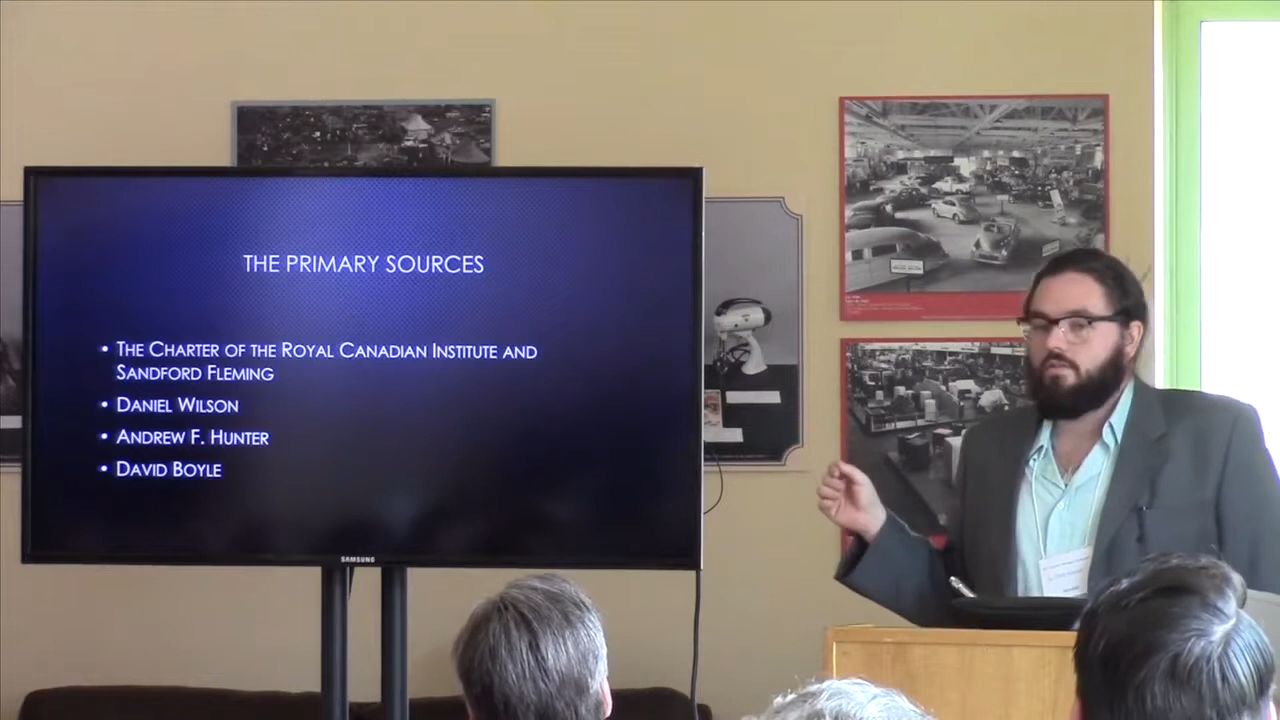 THE PRIMARY SOURCES
• THE CHARTER OF THE ROYAL CANADIAN INSTITUTE AND
SANDFORD FLEMING
• DANIEL WILSON
• ANDREW F. HUNTER
• DAVID BOYLE
SAMSUNG